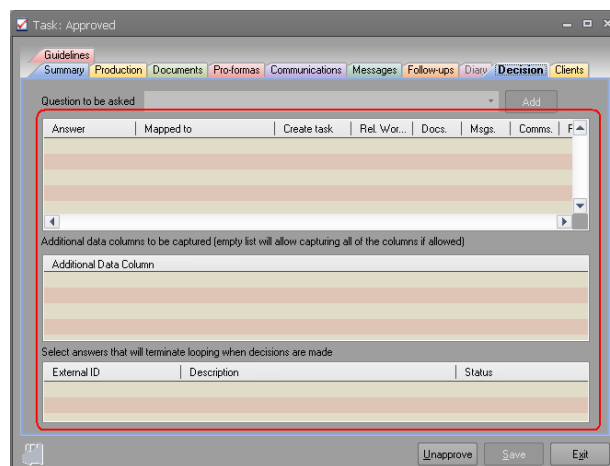 Task: Approved
Guidelines
Summary Production Documents Pro-formas Communications Messages Follow-ups Diary Decision Clients
Question to be asked Add
Answer Mapped to Create task Rel. Wor... Docs. Msgs. Comms. F
Additional data columns to be captured (empty list will allow capturing all of the columns if allowed)
Additional Data Column
Select answers that will terminate looping when decisions are made
External ID Description Status
Unapprove Save Exit